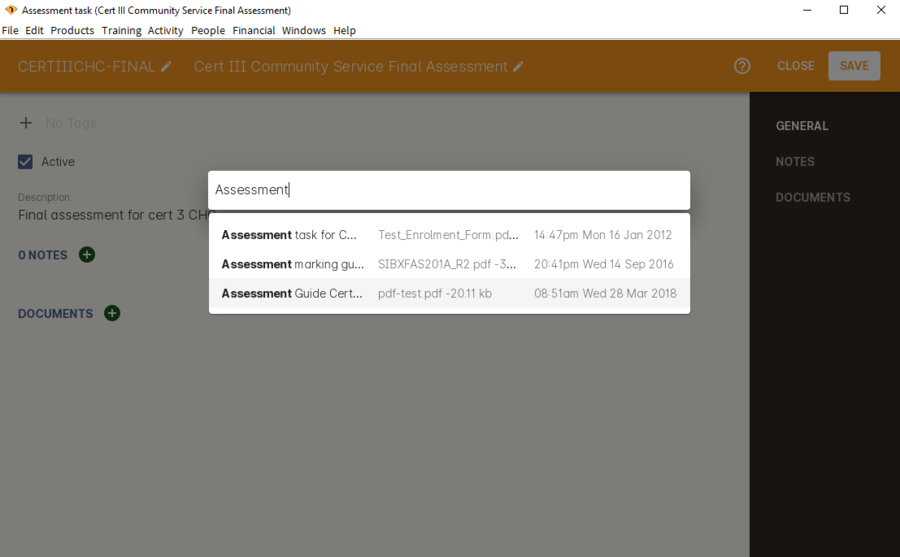 Assessment task (Cert III Community Service Final Assessment)
File Edit Products Training Activity People Financial Windows Help
CERTIIICHC-FINAL Cert III Community Service Final Assessment CLOSE SAVE
No Tags
Active
Description
Final assessment for cert 3 CHC
0 NOTES
DOCUMENTS
Assessment
Assessment task for C... Test_Enrolment_Form.pd... 14:47pm Mon 16 Jan 2012
Assessment marking gu... SIBXFAS201A_R2.pdf -3... 20:41pm Wed 14 Sep 2016
Assessment Guide Cert... pdf-test.pdf -20.11 kb 08:51am Wed 28 Mar 2018
GENERAL
NOTES
DOCUMENTS